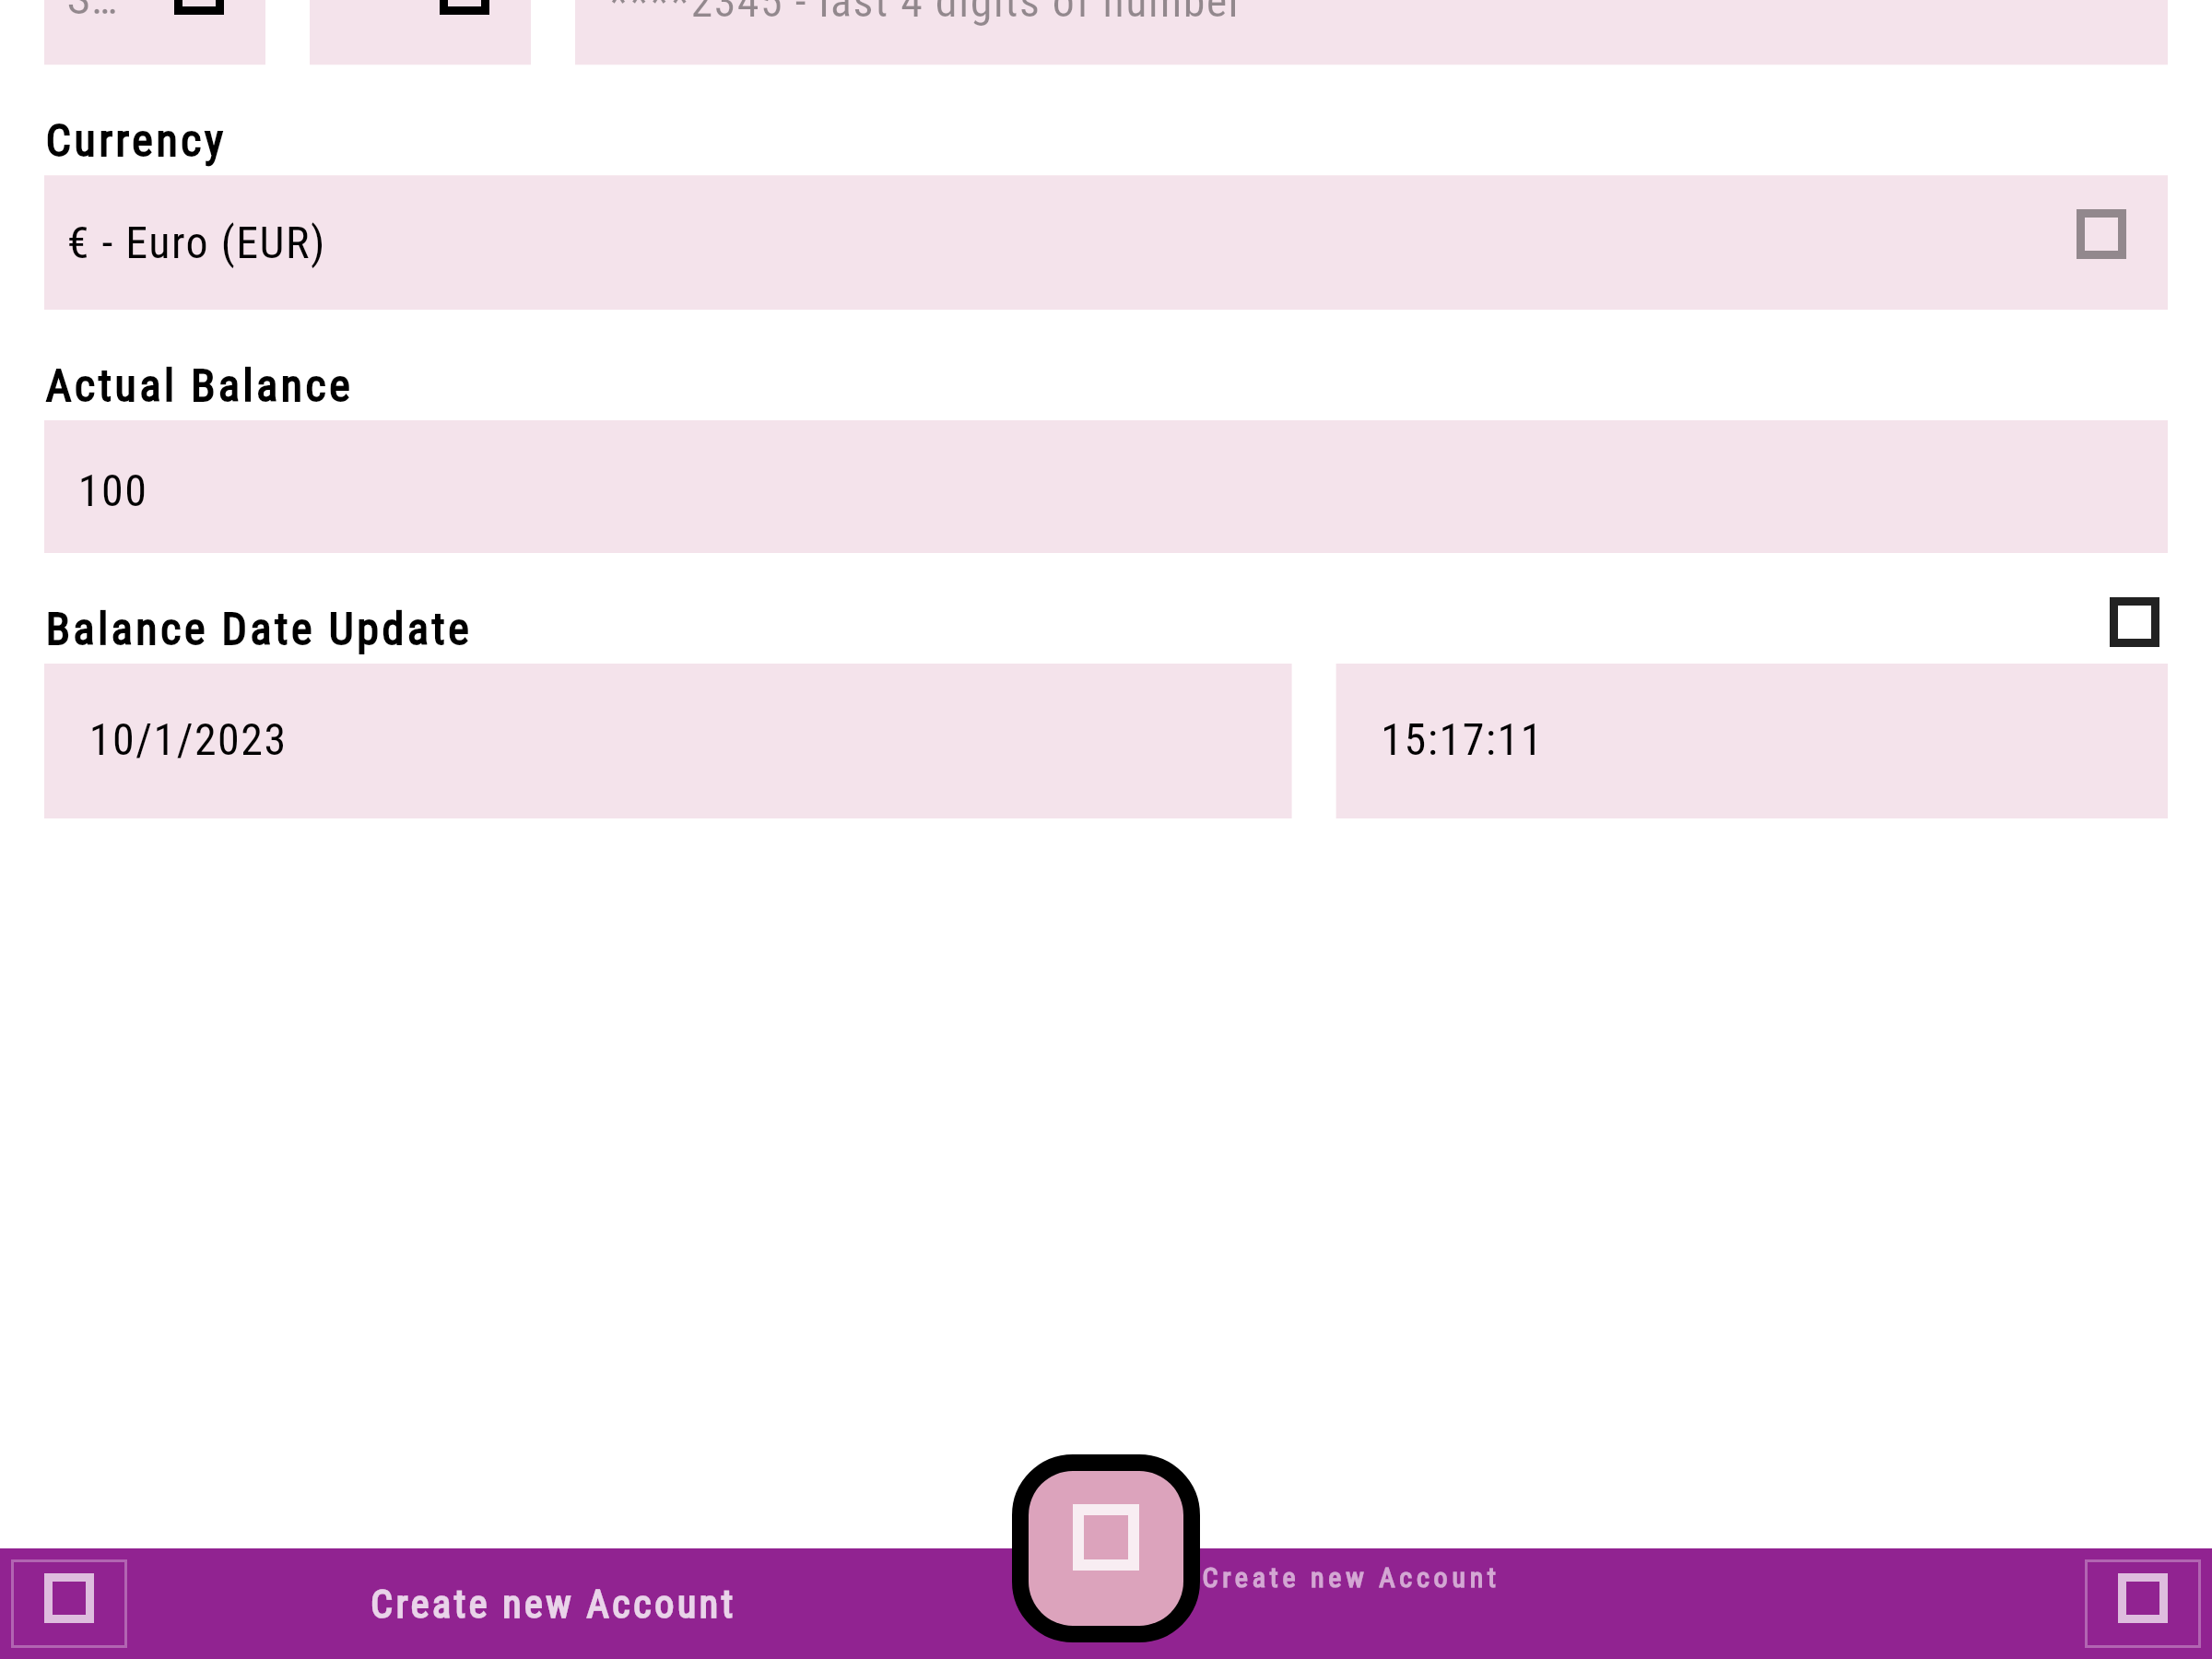 S…
****2345 - last 4 digits of number
Currency
€ - Euro (EUR)
Actual Balance
100
Balance Date Update
10/1/2023 15:17:11
Create new Account
Create new Account